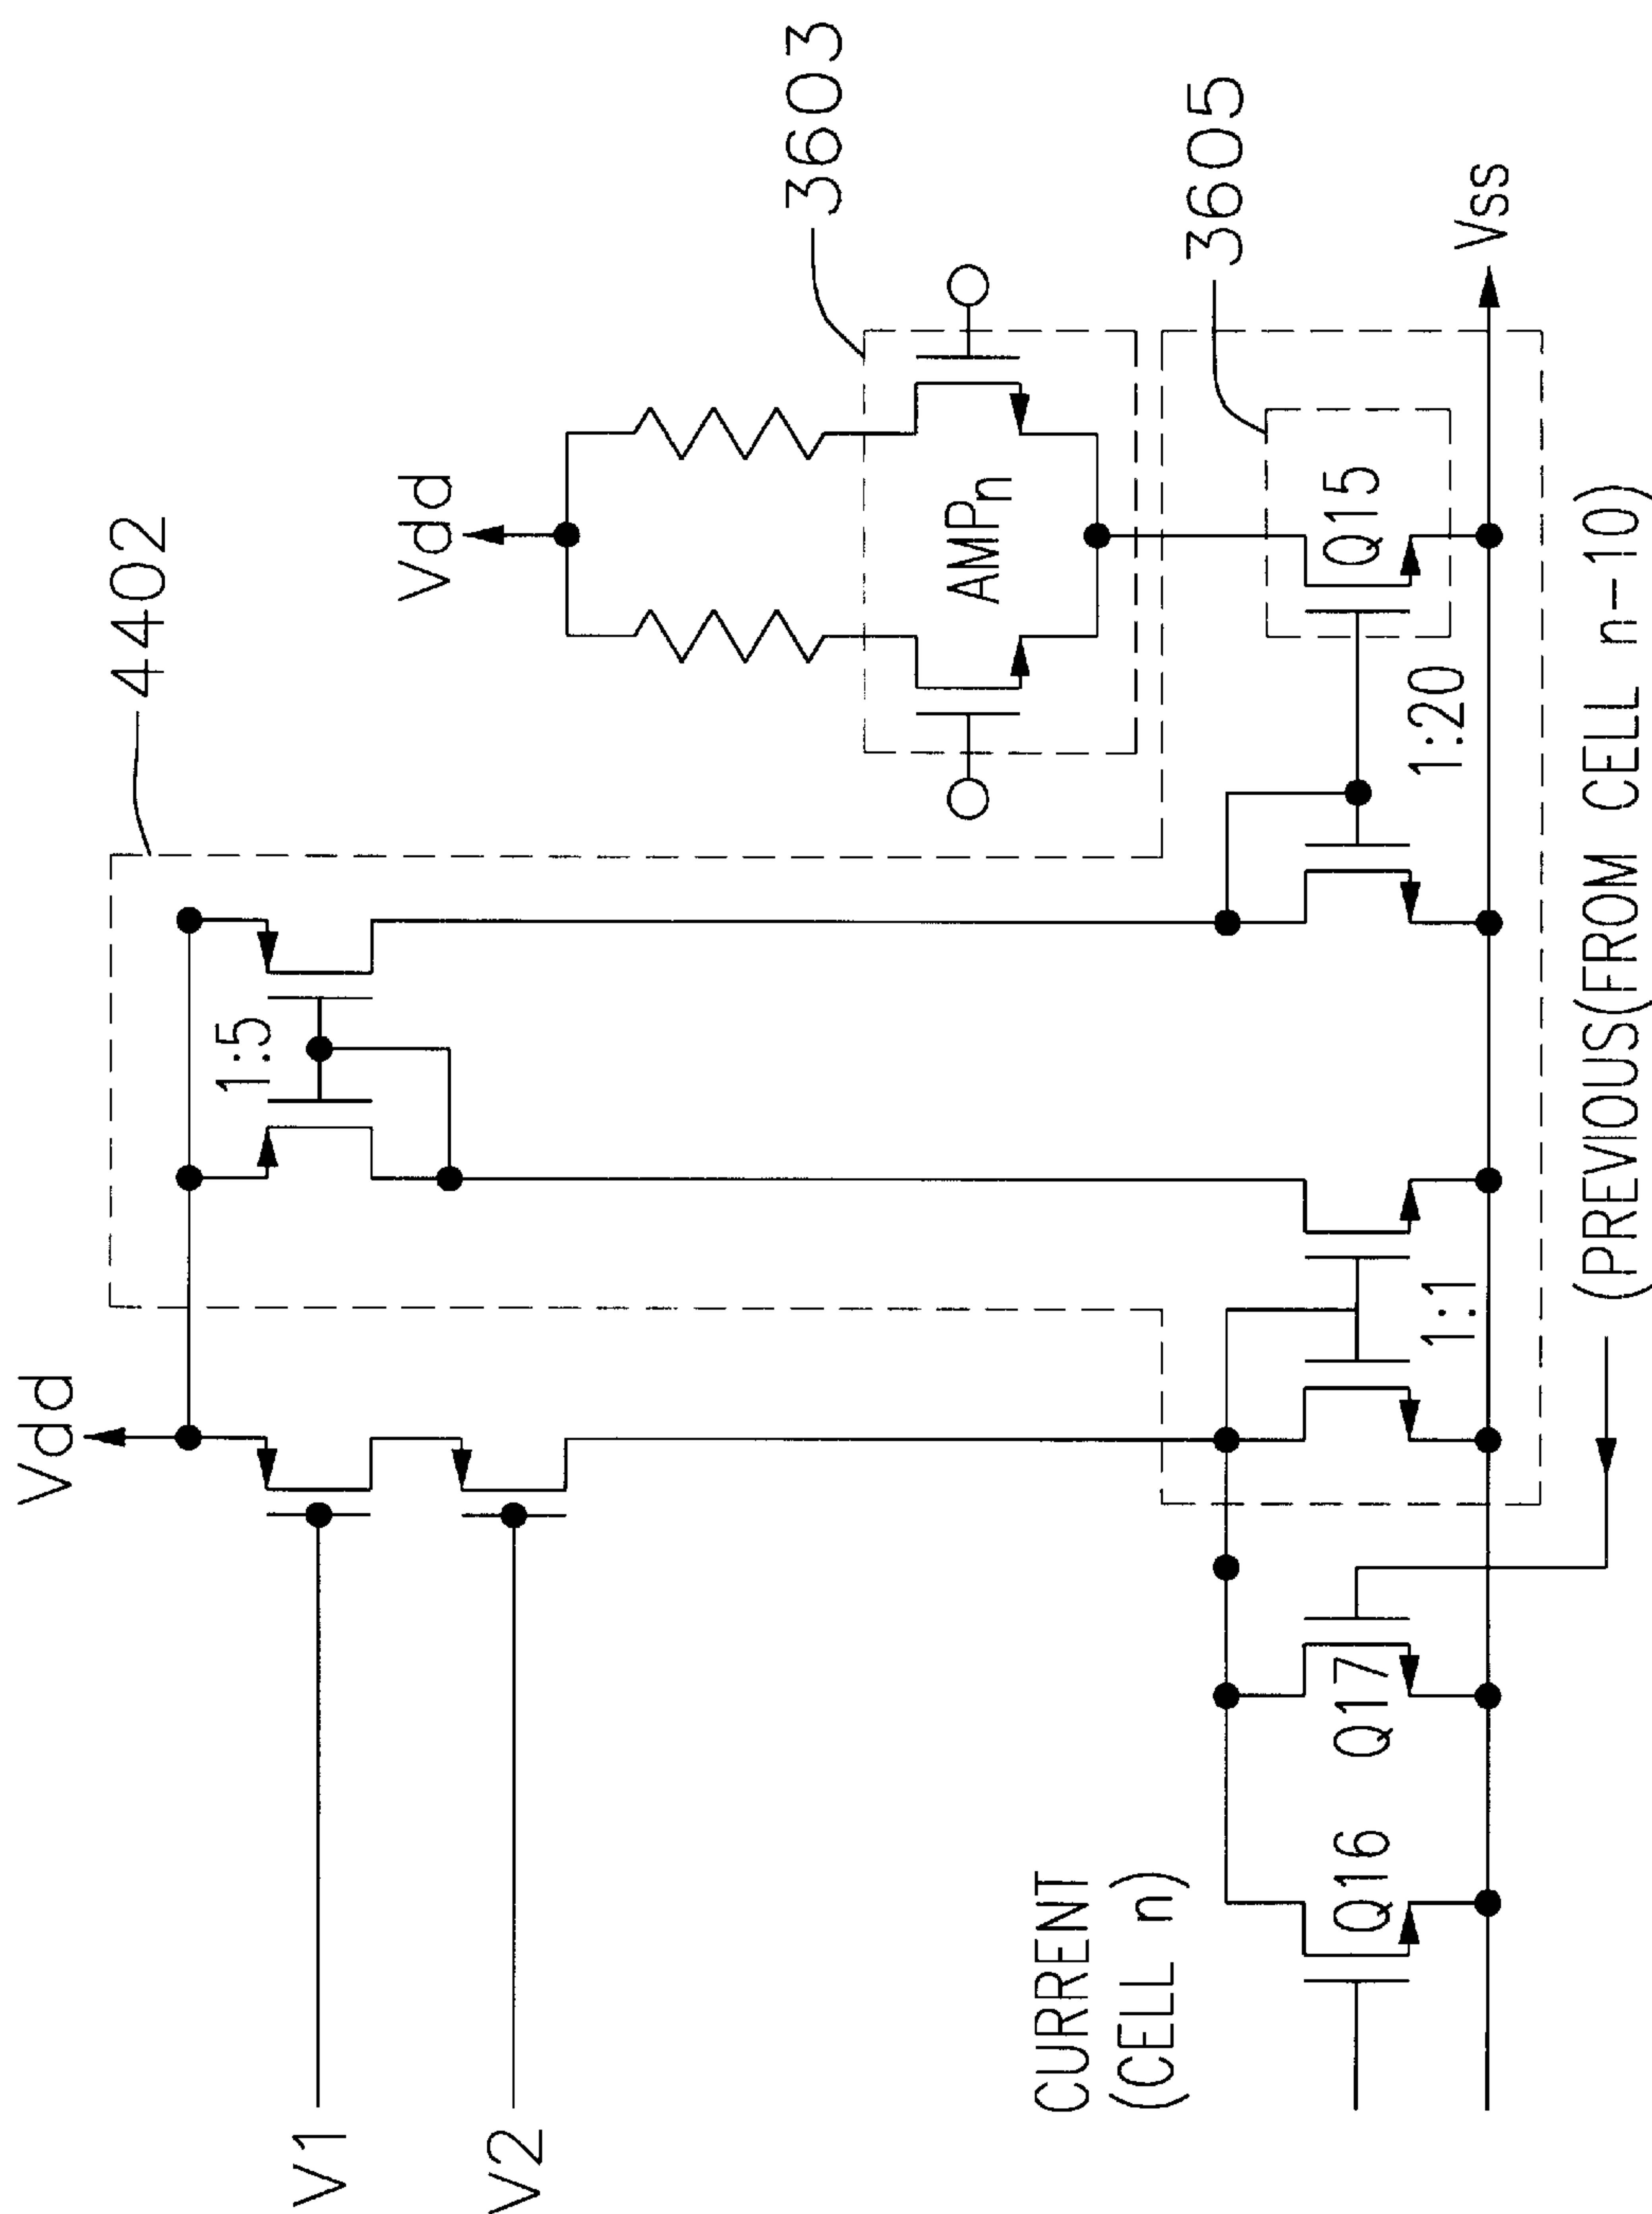 4402
Vdd
V1
V2
1:5
Vdd
3603
AMPn
3605
Q15
1:20
1:1
Vss
CURRENT
(CELL n)
Q16
Q17
(PREVIOUS(FROM CELL n-10)